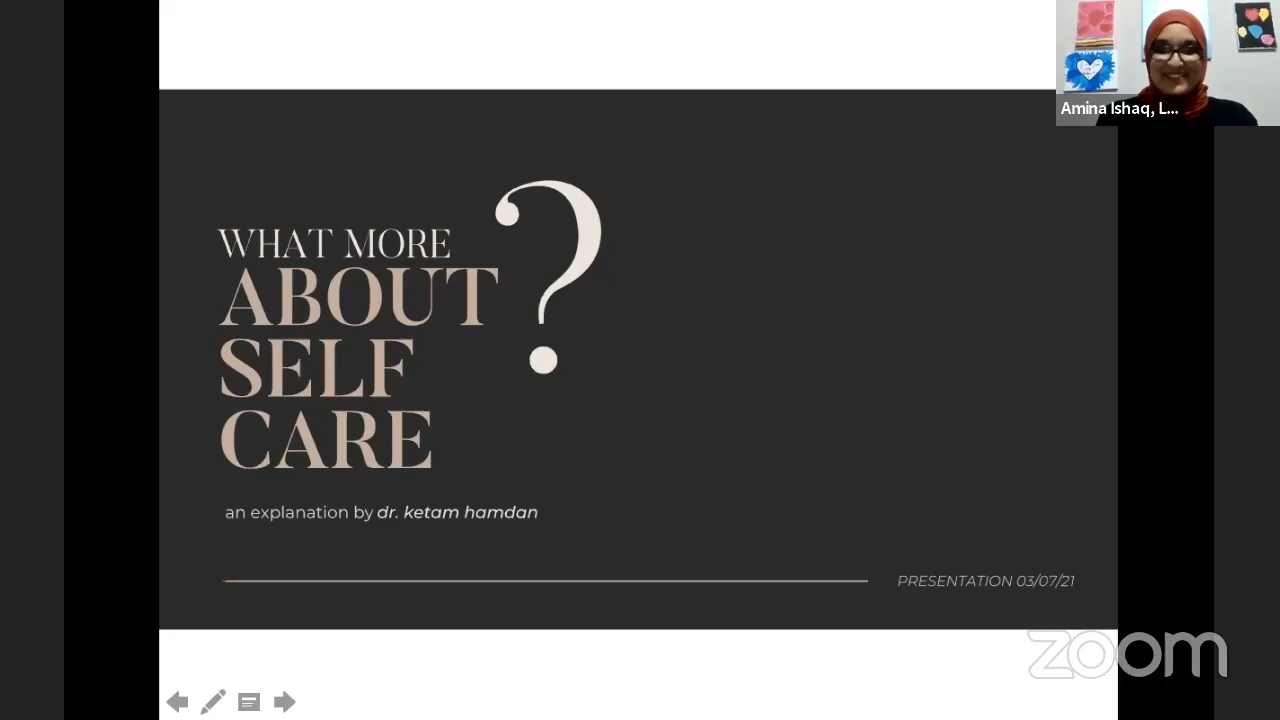 Amina Ishaq, L...
WHAT MORE
ABOUT ?
SELF
CARE
an explanation by dr. ketam hamdan
PRESENTATION 03/07/21
zoom